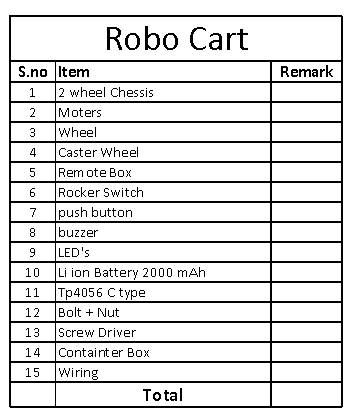 Robo Cart
S.no Item Remark
1 2 wheel Chessis
2 Moters
3 Wheel
4 Caster Wheel
5 Remote Box
6 Rocker Switch
7 push button
8 buzzer
9 LED's
10 Li ion Battery 2000 mAh
11 Tp4056 C type
12 Bolt + Nut
13 Screw Driver
14 Containter Box
15 Wiring
Total